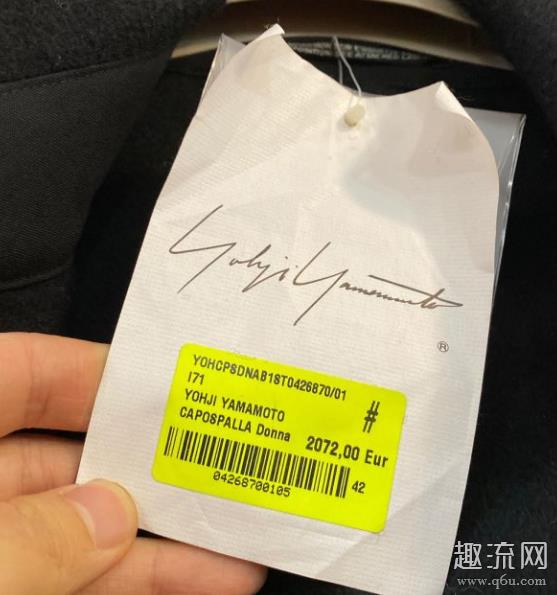 Yohji Yamamoto
®
YOHCPSDNAB1ST0426870/01
I71
#
YOHJI YAMAMOTO
CAPOSPALLA Donna
2072,00 Eur
42
04268700105
趣流网
www.q6u.com